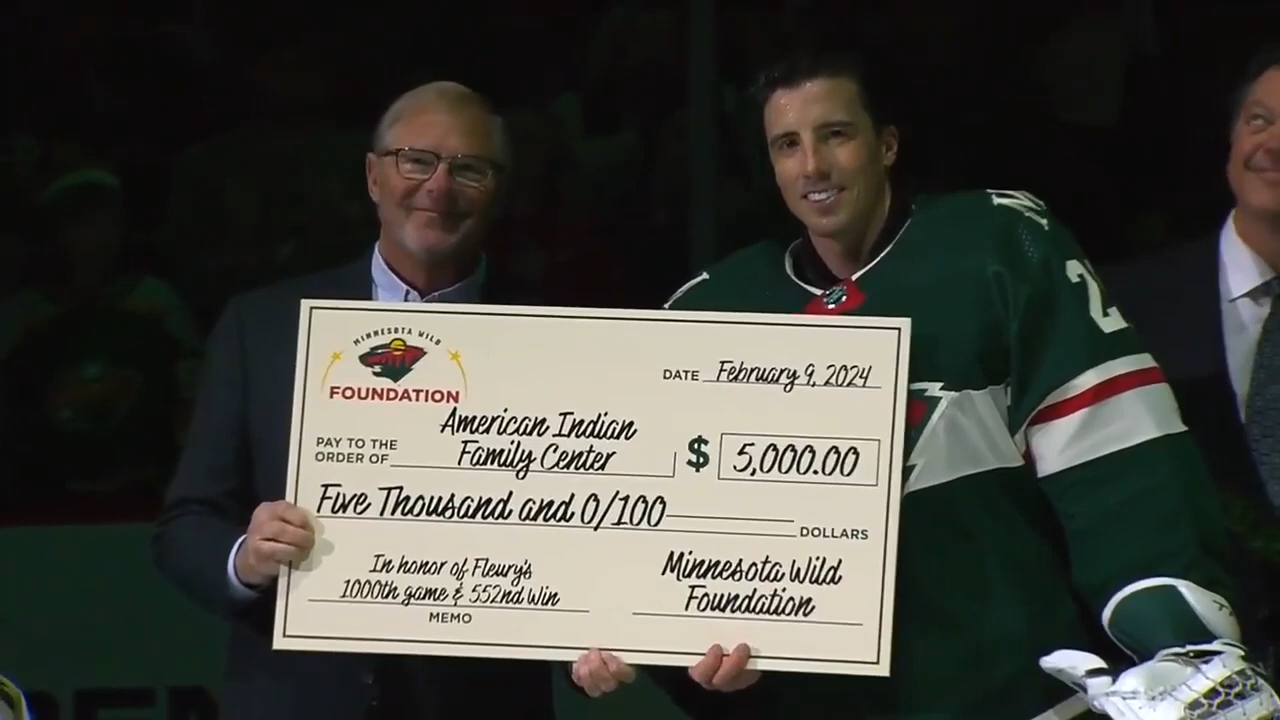 MINNESOTA WILD
FOUNDATION
DATE February 9, 2024
American Indian
PAY TO THE
ORDER OF Family Center $ 5,000.00
Five Thousand and 0/100 DOLLARS
In honor of Fleury's
1000th game & 552nd Win
MEMO
Minnesota Wild
Foundation